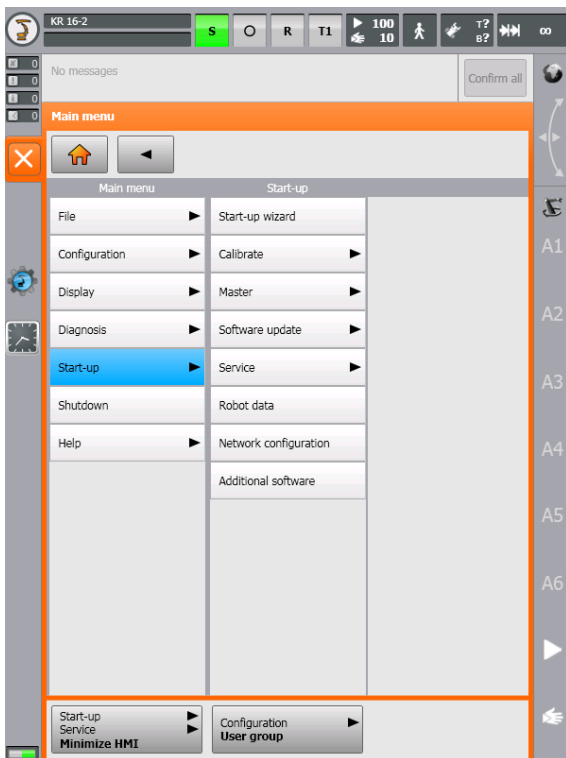 KR 16-2
S
O
R
T1
100
10
T?
B?
∞
0
0
0
0
No messages
Confirm all
Main menu
Main menu
Start-up
File
Start-up wizard
Configuration
Calibrate
Display
Master
Diagnosis
Software update
Start-up
Service
Shutdown
Robot data
Help
Network configuration
Additional software
A1
A2
A3
A4
A5
A6
Start-up
Service
Minimize HMI
Configuration
User group